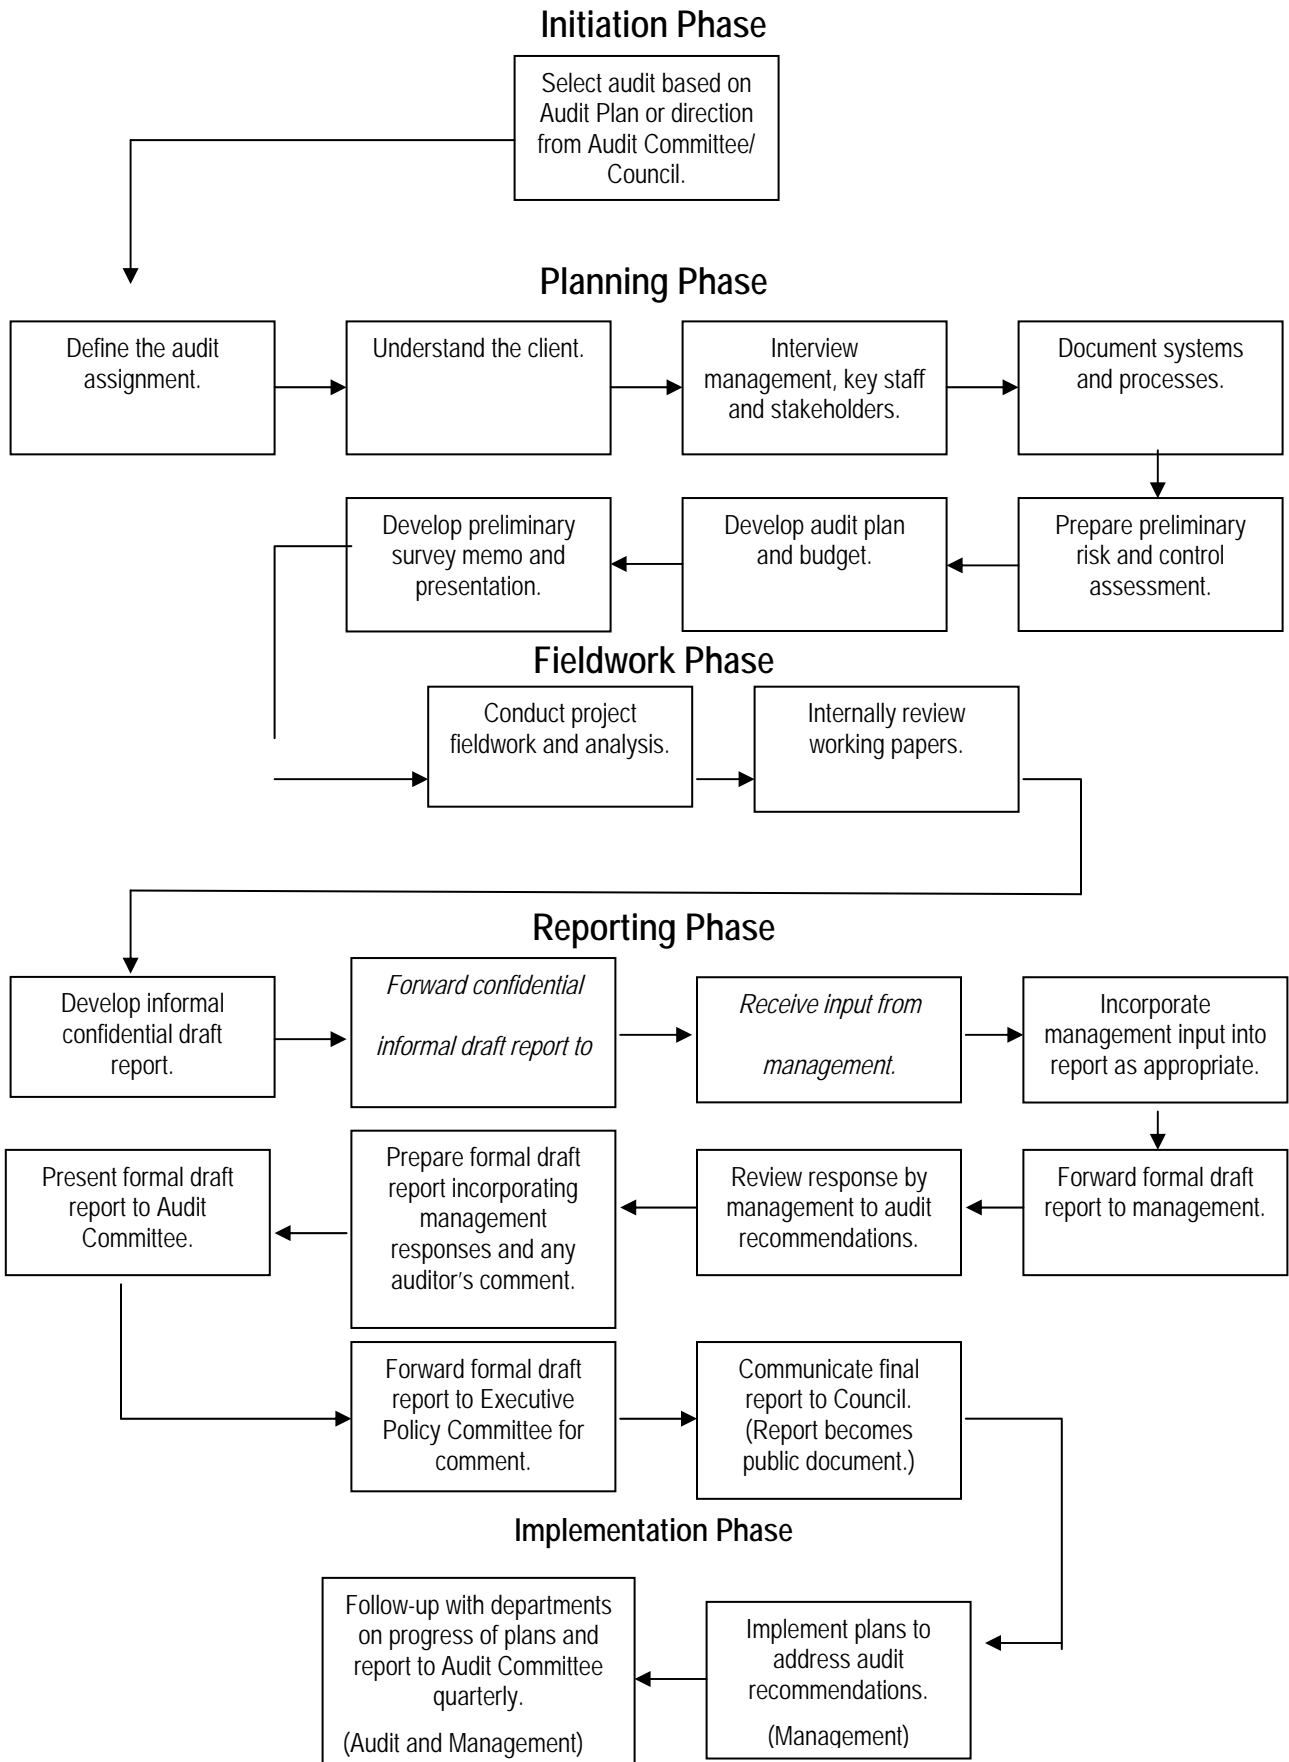 Initiation Phase
Select audit based on
Audit Plan or direction
from Audit Committee/
Council.
Planning Phase
Define the audit
assignment.
Understand the client.
Interview
management, key staff
and stakeholders.
Document systems
and processes.
Develop preliminary
survey memo and
presentation.
Develop audit plan
and budget.
Prepare preliminary
risk and control
assessment.
Fieldwork Phase
Conduct project
fieldwork and analysis.
Internally review
working papers.
Reporting Phase
Develop informal
confidential draft
report.
Forward confidential
informal draft report to
Receive input from
management.
Incorporate
management input into
report as appropriate.
Present formal draft
report to Audit
Committee.
Prepare formal draft
report incorporating
management
responses and any
auditor's comment.
Review response by
management to audit
recommendations.
Forward formal draft
report to management.
Forward formal draft
report to Executive
Policy Committee for
comment.
Communicate final
report to Council.
(Report becomes
public document.)
Implementation Phase
Follow-up with departments
on progress of plans and
report to Audit Committee
quarterly.
(Audit and Management)
Implement plans to
address audit
recommendations.
(Management)